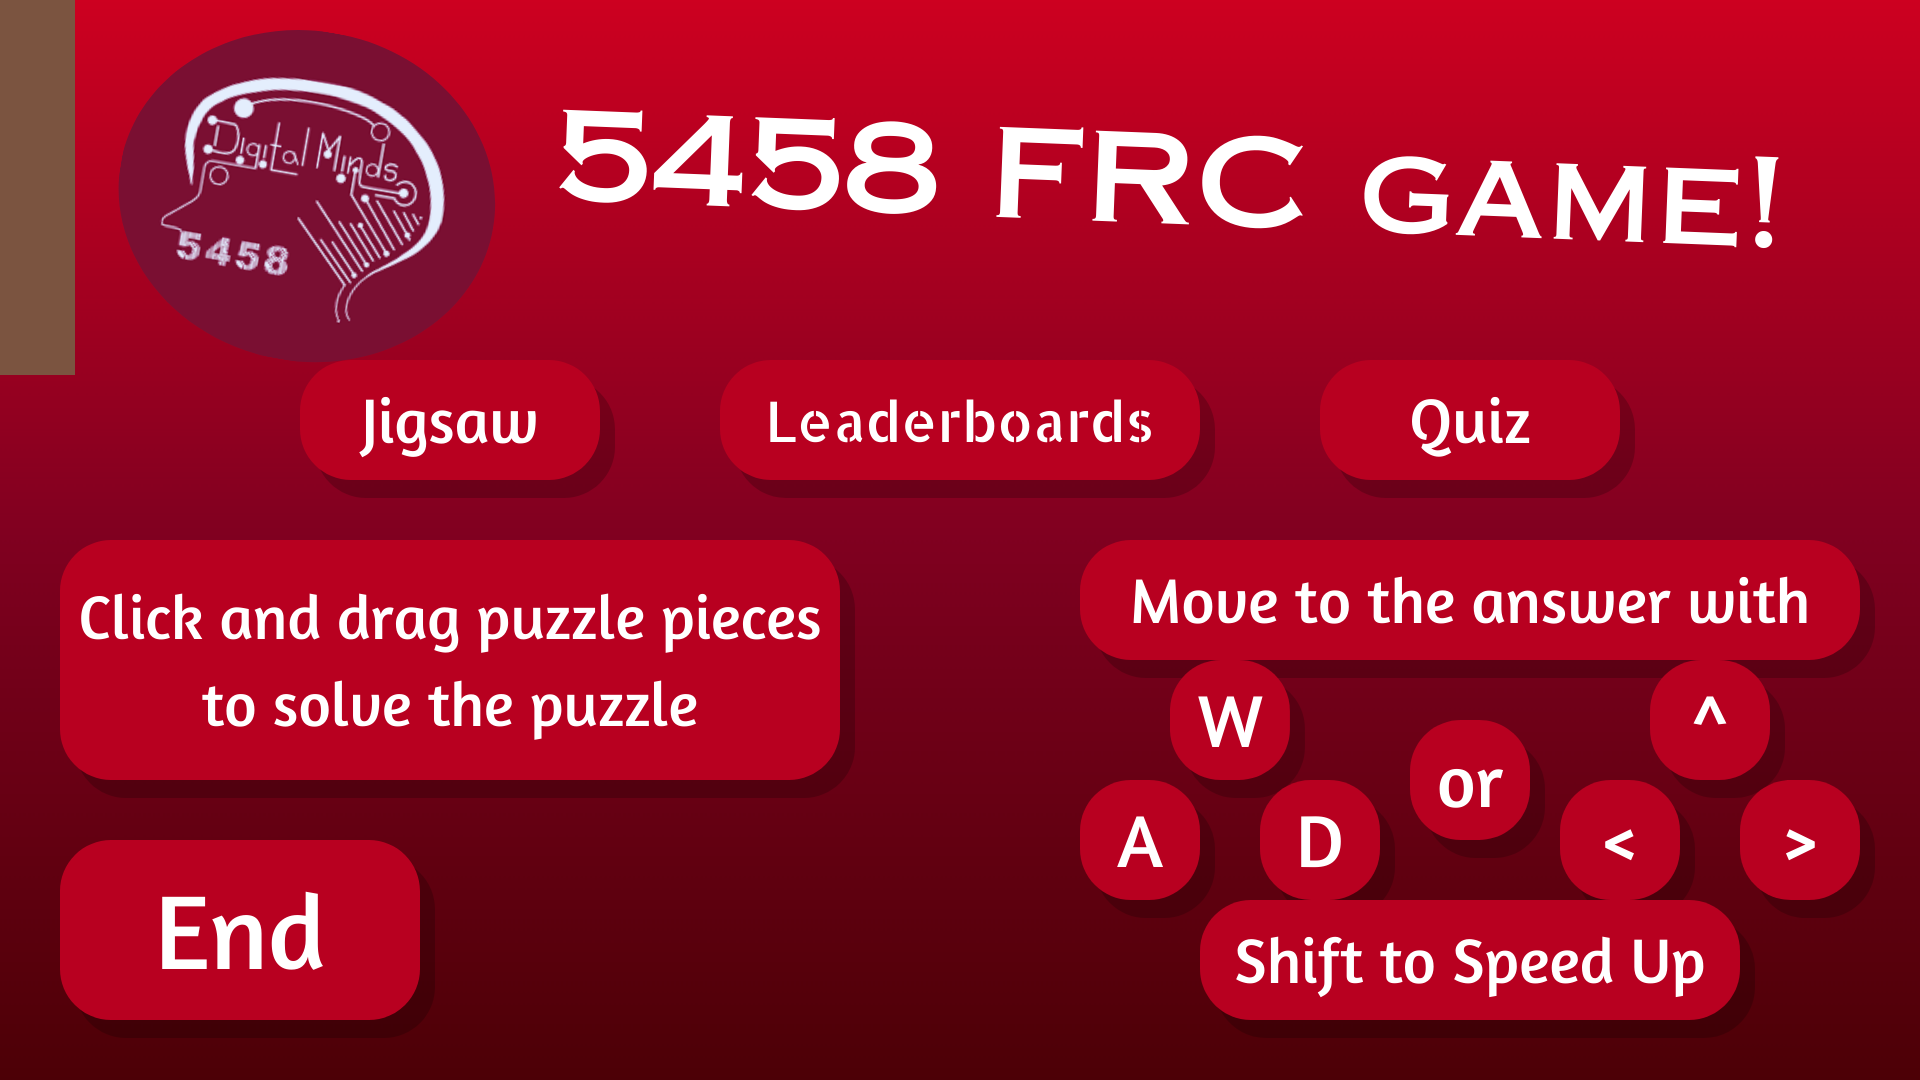 Digital Minds
5458
5458 FRC GAME!
Jigsaw
Leaderboards
Quiz
Click and drag puzzle pieces
to solve the puzzle
Move to the answer with
W
^
or
A
D
<
>
End
Shift to Speed Up